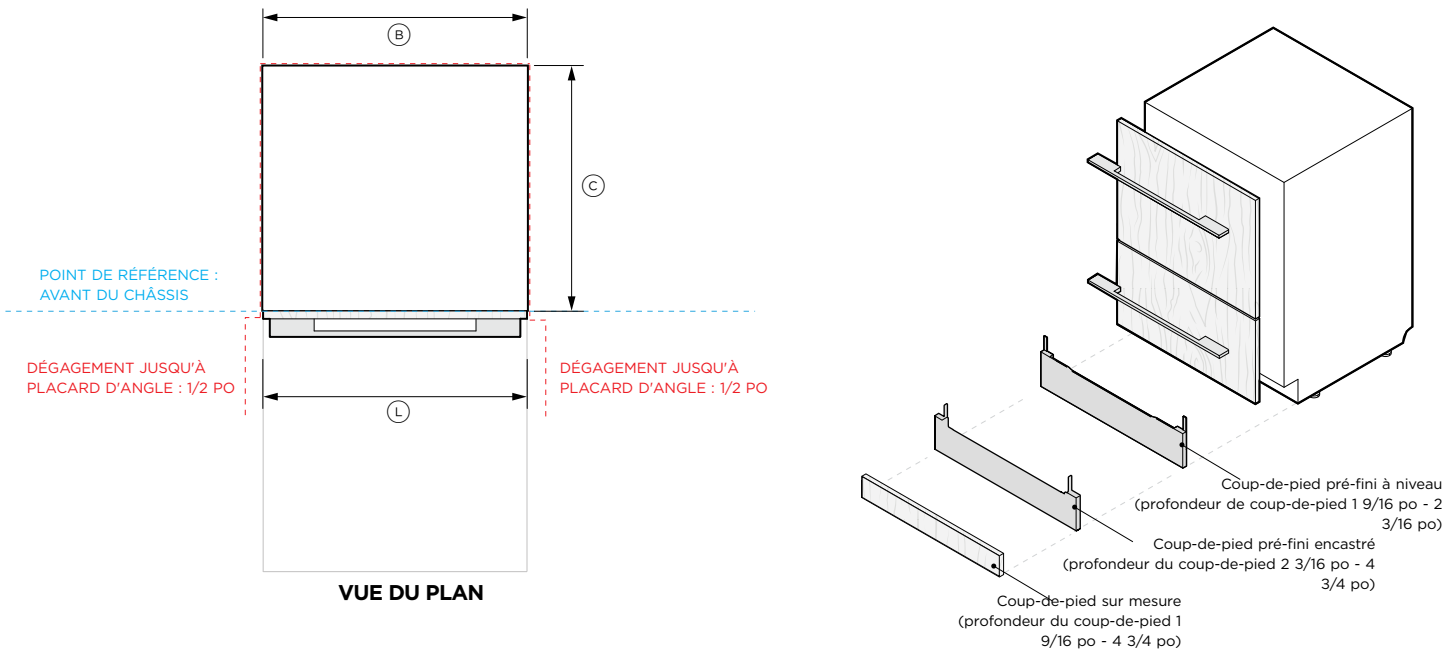 B
C
POINT DE RÉFÉRENCE :
AVANT DU CHÂSSIS
DÉGAGEMENT JUSQU'À
PLACARD D'ANGLE : 1/2 PO
DÉGAGEMENT JUSQU'À
PLACARD D'ANGLE : 1/2 PO
L
VUE DU PLAN
Coup-de-pied pré-fini à niveau
(profondeur de coup-de-pied 1 9/16 po - 2
3/16 po)
Coup-de-pied pré-fini encastré
(profondeur du coup-de-pied 2 3/16 po - 4
3/4 po)
Coup-de-pied sur mesure
(profondeur du coup-de-pied 1
9/16 po - 4 3/4 po)